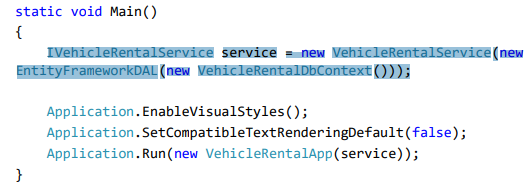 static void Main()
{
IVehicleRentalService service = new VehicleRentalService(new
EntityFrameworkDAL(new VehicleRentalDbContext()));
Application.EnableVisualStyles();
Application.SetCompatibleTextRenderingDefault(false);
Application.Run(new VehicleRentalApp(service));
}